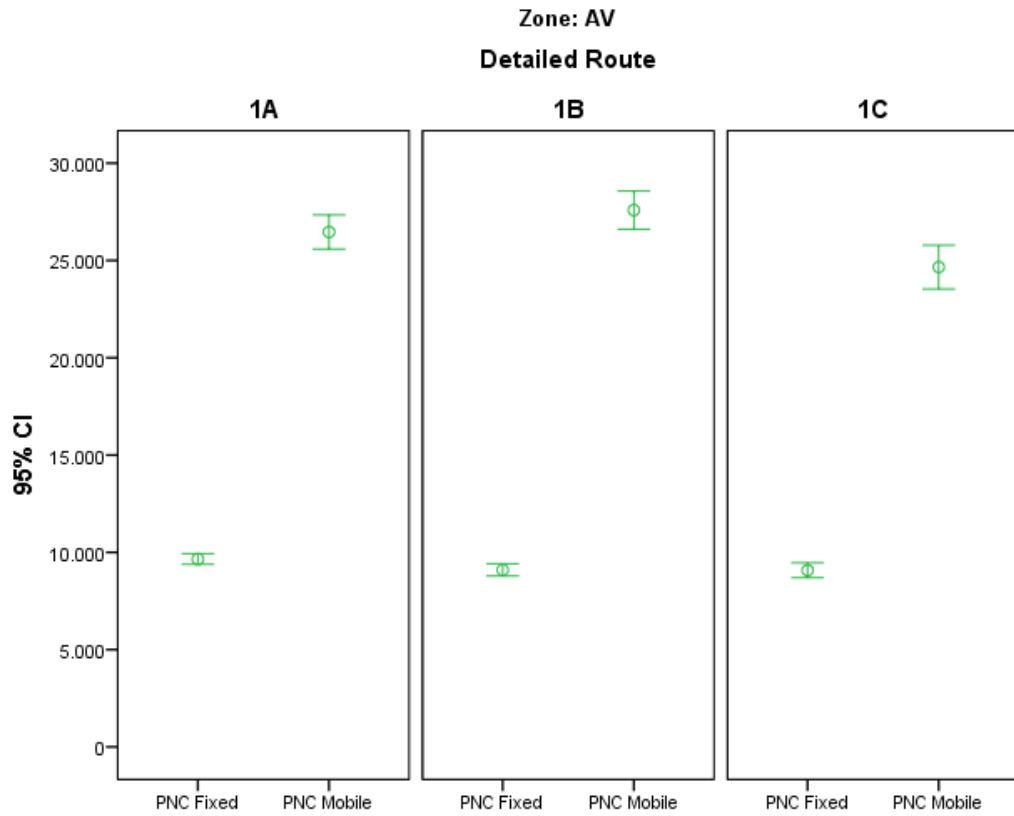 Zone: AV
Detailed Route
1A 1B 1C
30.000
25.000
20.000
15.000
10.000
5.000
0
95% CI
PNC Fixed PNC Mobile PNC Fixed PNC Mobile PNC Fixed PNC Mobile